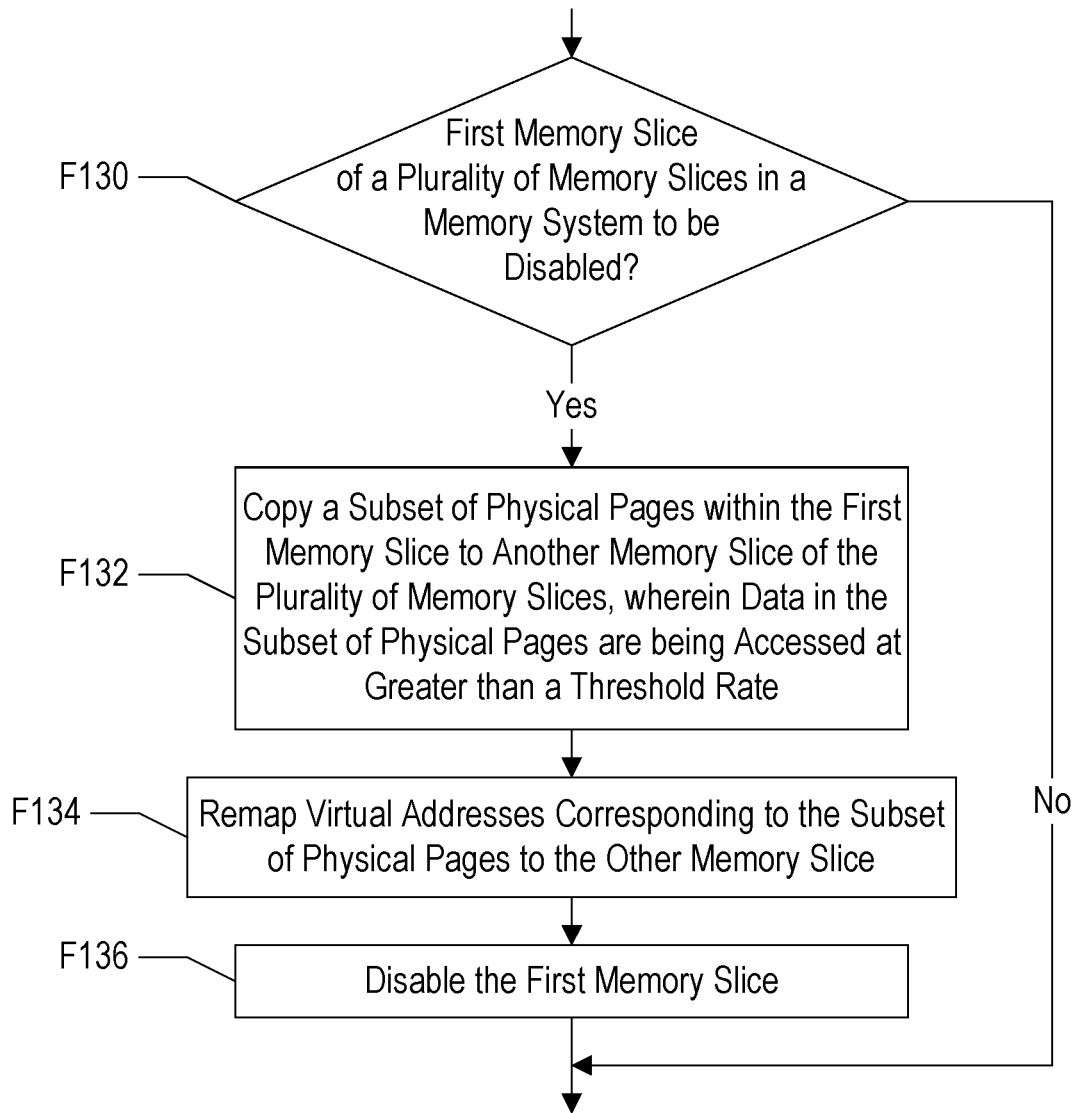 First Memory Slice
of a Plurality of Memory Slices in a
Memory System to be
Disabled?
F130
Yes
Copy a Subset of Physical Pages within the First
Memory Slice to Another Memory Slice of the
Plurality of Memory Slices, wherein Data in the
Subset of Physical Pages are being Accessed at
Greater than a Threshold Rate
F132
No
Remap Virtual Addresses Corresponding to the Subset
of Physical Pages to the Other Memory Slice
F134
Disable the First Memory Slice
F136